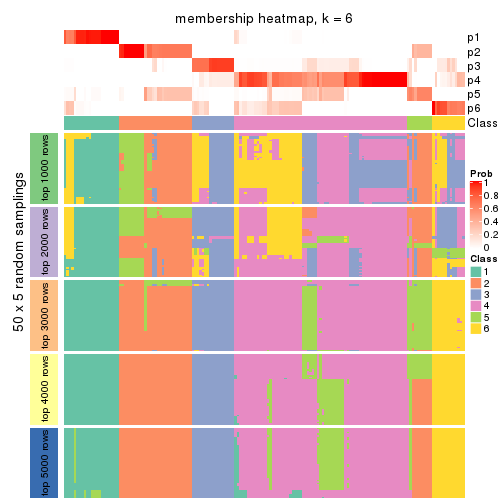 membership heatmap, k = 6
p1
p2
p3
p4
p5
p6
Class
50 x 5 random samplings
top 1000 rows
top 2000 rows
top 3000 rows
top 4000 rows
top 5000 rows
Prob
1
0.8
0.6
0.4
0.2
0
Class
1
2
3
4
5
6